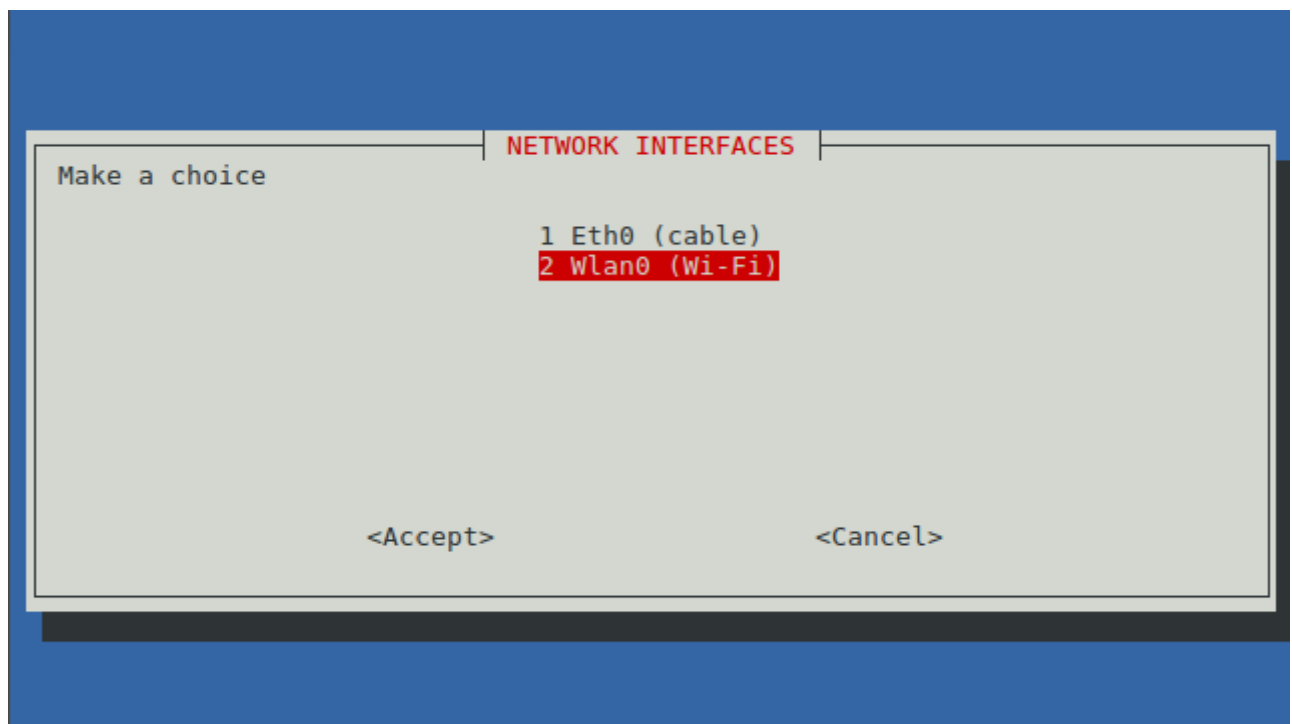 NETWORK INTERFACES
Make a choice
1 Eth0 (cable)
2 Wlan0 (Wi-Fi)
<Accept> <Cancel>